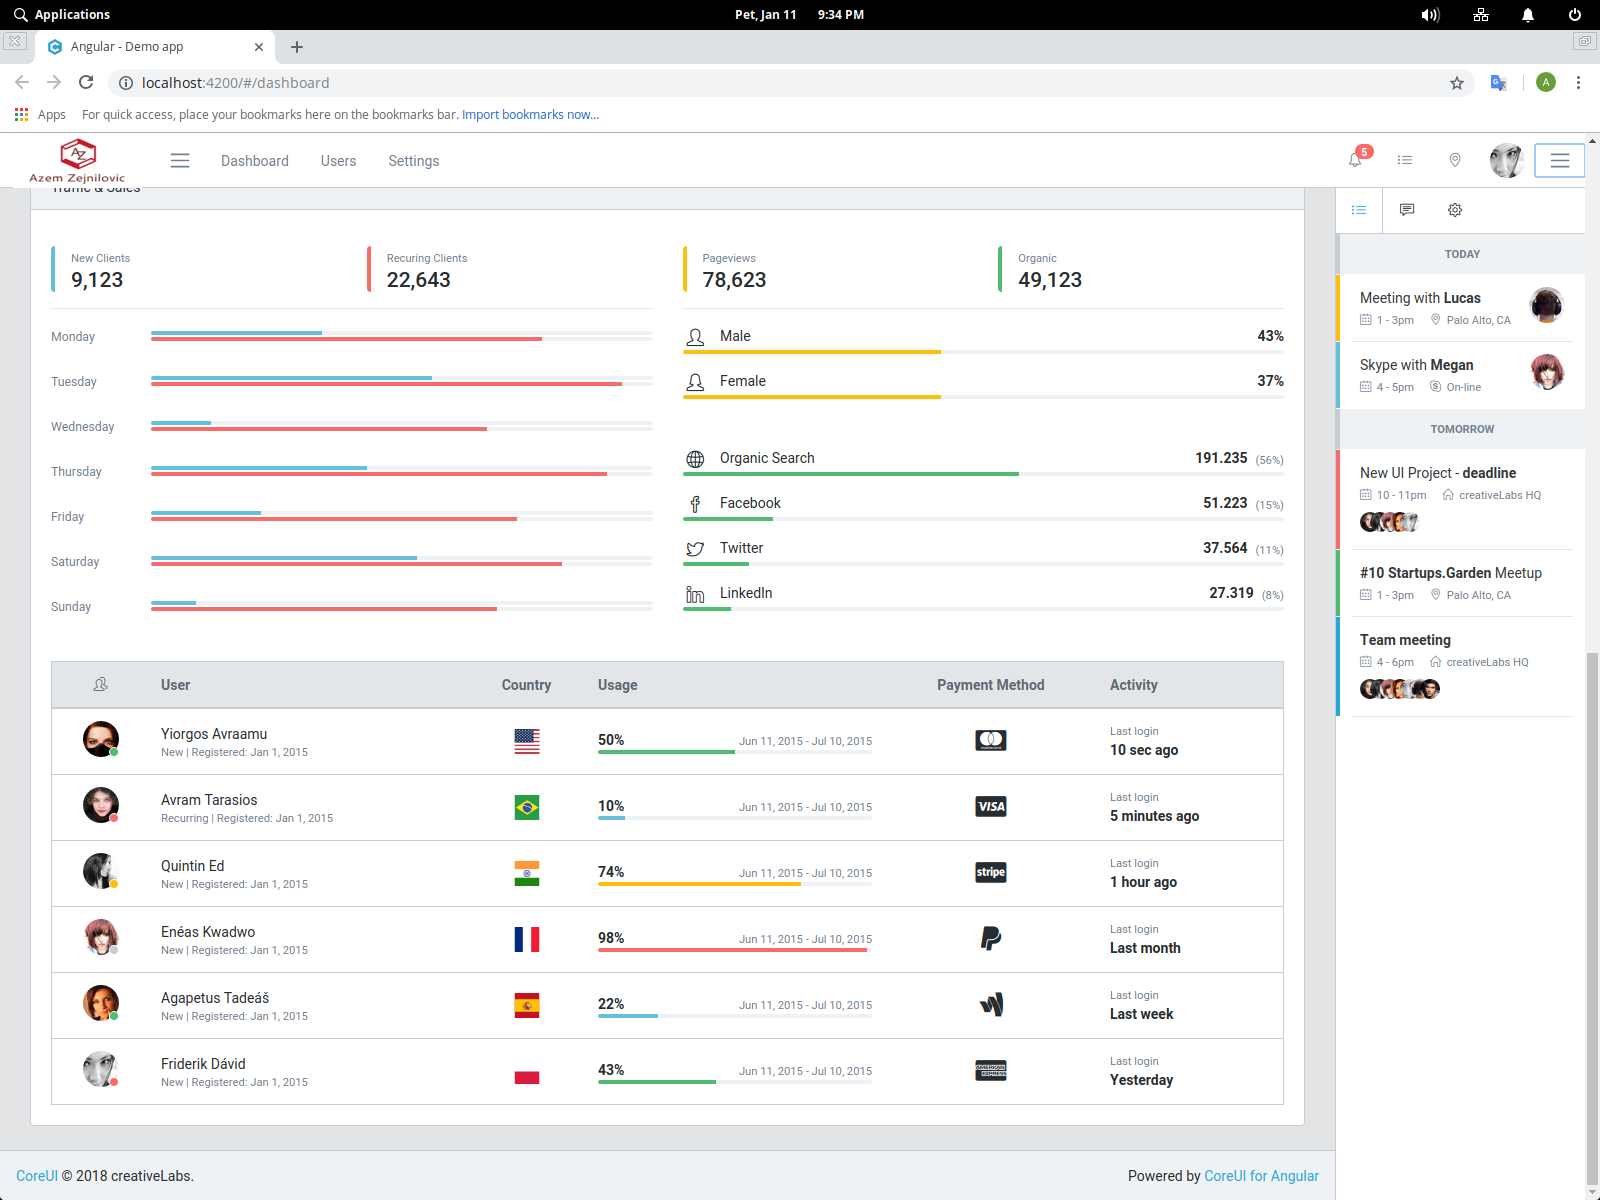 Applications
Pet, Jan 11 9:34 PM
Angular - Demo app
localhost:4200/#/dashboard
A
Apps For quick access, place your bookmarks here on the bookmarks bar. Import bookmarks now...
AZ
Azem Zejnilovic
Dashboard Users Settings
5
Traffic & Sales
New Clients
9,123
Recuring Clients
22,643
Pageviews
78,623
Organic
49,123
Monday
Tuesday
Wednesday
Thursday
Friday
Saturday
Sunday
Male 43%
Female 37%
Organic Search 191.235 (56%)
Facebook 51.223 (15%)
Twitter 37.564 (11%)
LinkedIn 27.319 (8%)
User Country Usage Payment Method Activity
Yiorgos Avraamu
New | Registered: Jan 1, 2015
50% Jun 11, 2015 - Jul 10, 2015
mastercard
Last login
10 sec ago
Avram Tarasios
Recurring | Registered: Jan 1, 2015
10% Jun 11, 2015 - Jul 10, 2015
VISA
Last login
5 minutes ago
Quintin Ed
New | Registered: Jan 1, 2015
74% Jun 11, 2015 - Jul 10, 2015
stripe
Last login
1 hour ago
Enéas Kwadwo
New | Registered: Jan 1, 2015
98% Jun 11, 2015 - Jul 10, 2015
Last login
Last month
Agapetus Tadeáš
New | Registered: Jan 1, 2015
22% Jun 11, 2015 - Jul 10, 2015
Last login
Last week
Friderik Dávid
New | Registered: Jan 1, 2015
43% Jun 11, 2015 - Jul 10, 2015
AMERICAN EXPRESS
Last login
Yesterday
TODAY
Meeting with Lucas
1 - 3pm Palo Alto, CA
Skype with Megan
4 - 5pm On-line
TOMORROW
New UI Project - deadline
10 - 11pm creativeLabs HQ
#10 Startups.Garden Meetup
1 - 3pm Palo Alto, CA
Team meeting
4 - 6pm creativeLabs HQ
CoreUI © 2018 creativeLabs.
Powered by CoreUI for Angular